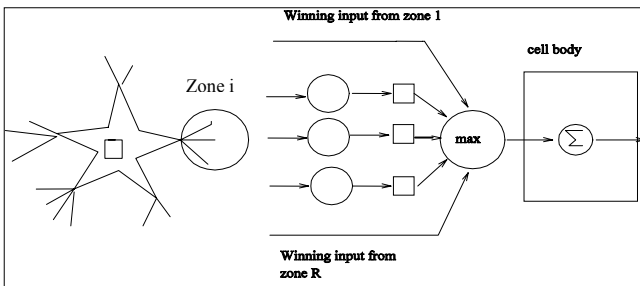 Winning input from zone 1
cell body
Zone i
max
Σ
Winning input from
zone R